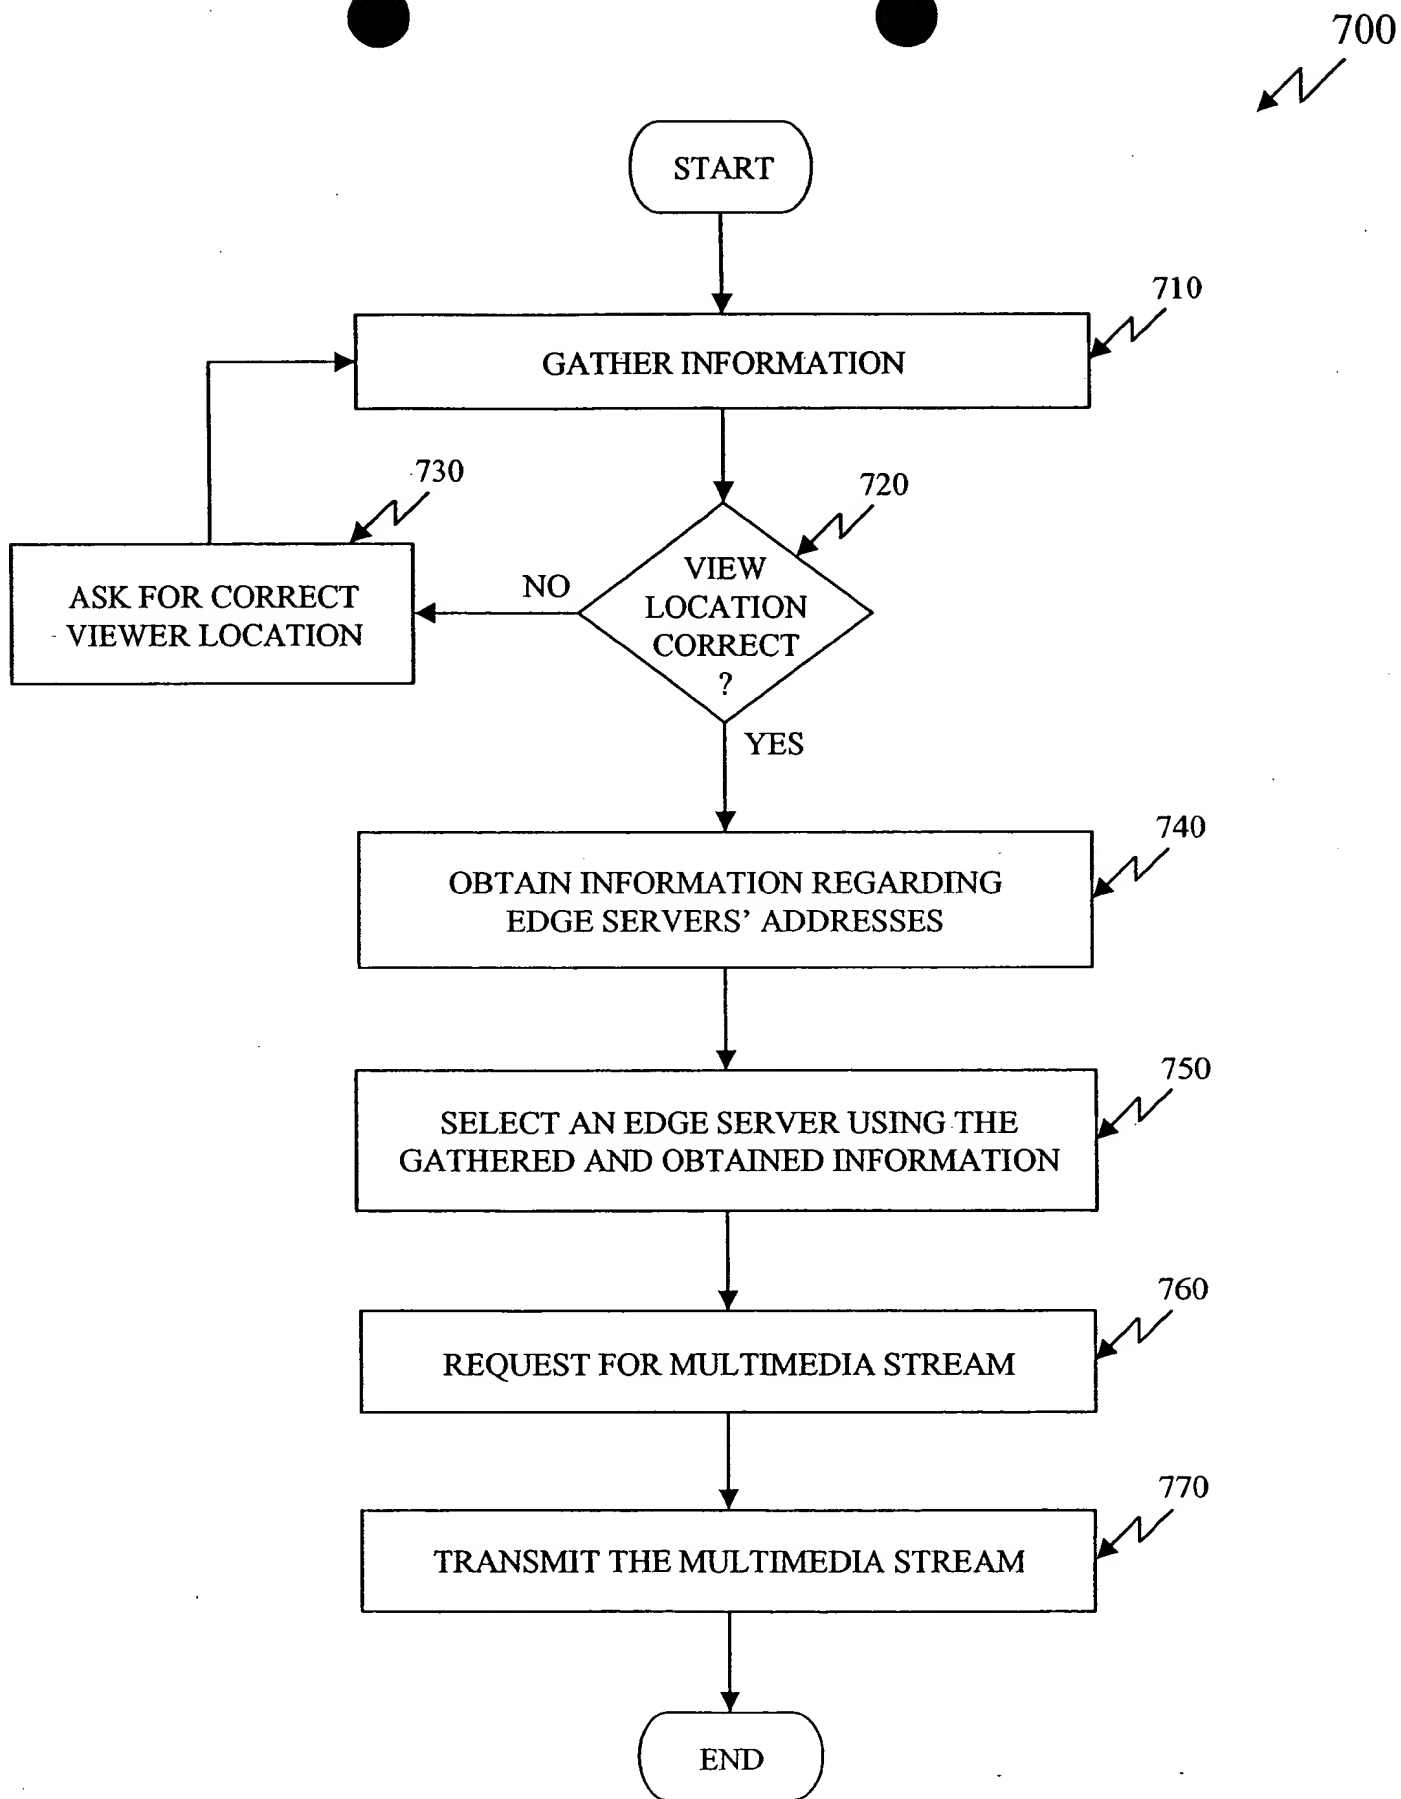 700
START
710
GATHER INFORMATION
730
720
VIEW
LOCATION
CORRECT
?
NO
ASK FOR CORRECT
VIEWER LOCATION
YES
740
OBTAIN INFORMATION REGARDING
EDGE SERVERS' ADDRESSES
750
SELECT AN EDGE SERVER USING THE
GATHERED AND OBTAINED INFORMATION
760
REQUEST FOR MULTIMEDIA STREAM
770
TRANSMIT THE MULTIMEDIA STREAM
END